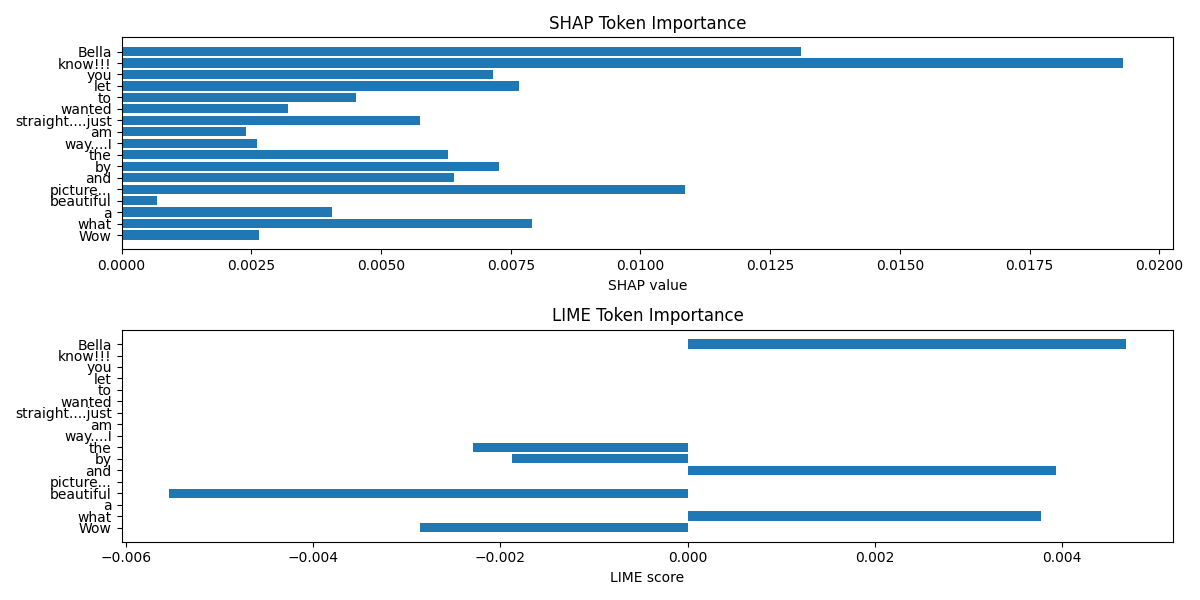 SHAP Token Importance
Bella
know!!!
you
let
to
wanted
straight....just
am
way....I
the
by
and
picture...
beautiful
a
what
Wow
0.0000 0.0025 0.0050 0.0075 0.0100 0.0125 0.0150 0.0175 0.0200
SHAP value
LIME Token Importance
Bella
know!!!
you
let
to
wanted
straight....just
am
way....I
the
by
and
picture...
beautiful
a
what
Wow
−0.006 −0.004 −0.002 0.000 0.002 0.004
LIME score